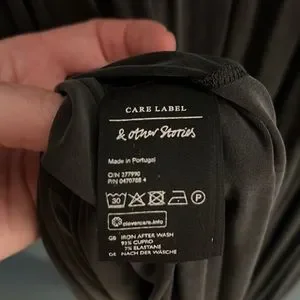 CARE LABEL
& other Stories
Made in Portugal
O/N 277990
P/N 0470768 4
30
P
clevercare.info
GB IRON AFTER WASH
93% CUPRO
7% ELASTANE
DE NACH DER WÄSCHE